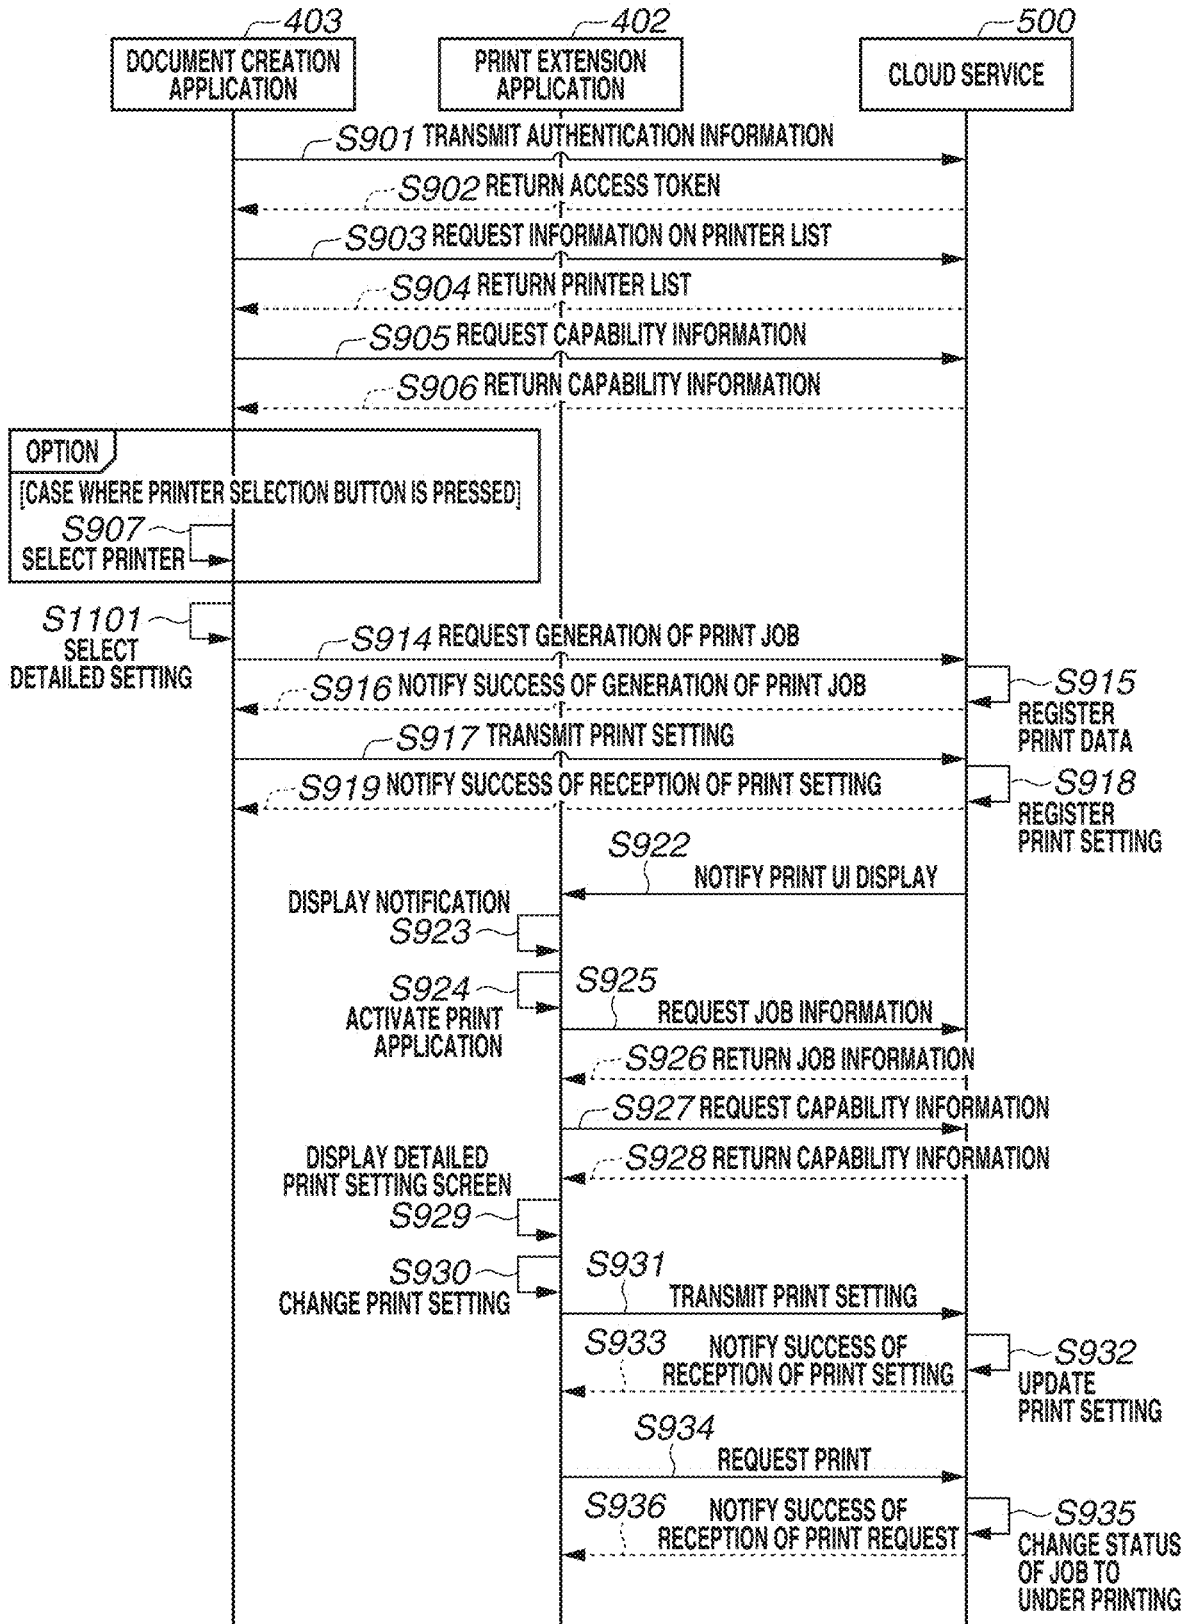 403
402
500
DOCUMENT CREATION
APPLICATION
PRINT EXTENSION
APPLICATION
CLOUD SERVICE
S901 TRANSMIT AUTHENTICATION INFORMATION
S902 RETURN ACCESS TOKEN
S903 REQUEST INFORMATION ON PRINTER LIST
S904 RETURN PRINTER LIST
S905 REQUEST CAPABILITY INFORMATION
S906 RETURN CAPABILITY INFORMATION
OPTION
[CASE WHERE PRINTER SELECTION BUTTON IS PRESSED]
S907
SELECT PRINTER
S1101
SELECT
DETAILED SETTING
S914 REQUEST GENERATION OF PRINT JOB
S915
REGISTER
PRINT DATA
S916 NOTIFY SUCCESS OF GENERATION OF PRINT JOB
S917 TRANSMIT PRINT SETTING
S918
REGISTER
PRINT SETTING
S919 NOTIFY SUCCESS OF RECEPTION OF PRINT SETTING
S922
NOTIFY PRINT UI DISPLAY
DISPLAY NOTIFICATION
S923
S924
ACTIVATE PRINT
APPLICATION
S925
REQUEST JOB INFORMATION
S926 RETURN JOB INFORMATION
S927 REQUEST CAPABILITY INFORMATION
S928 RETURN CAPABILITY INFORMATION
DISPLAY DETAILED
PRINT SETTING SCREEN
S929
S930
CHANGE PRINT SETTING
S931
TRANSMIT PRINT SETTING
S932
UPDATE
PRINT SETTING
S933
NOTIFY SUCCESS OF
RECEPTION OF PRINT SETTING
S934
REQUEST PRINT
S935
CHANGE STATUS
OF JOB TO
UNDER PRINTING
S936
NOTIFY SUCCESS OF
RECEPTION OF PRINT REQUEST